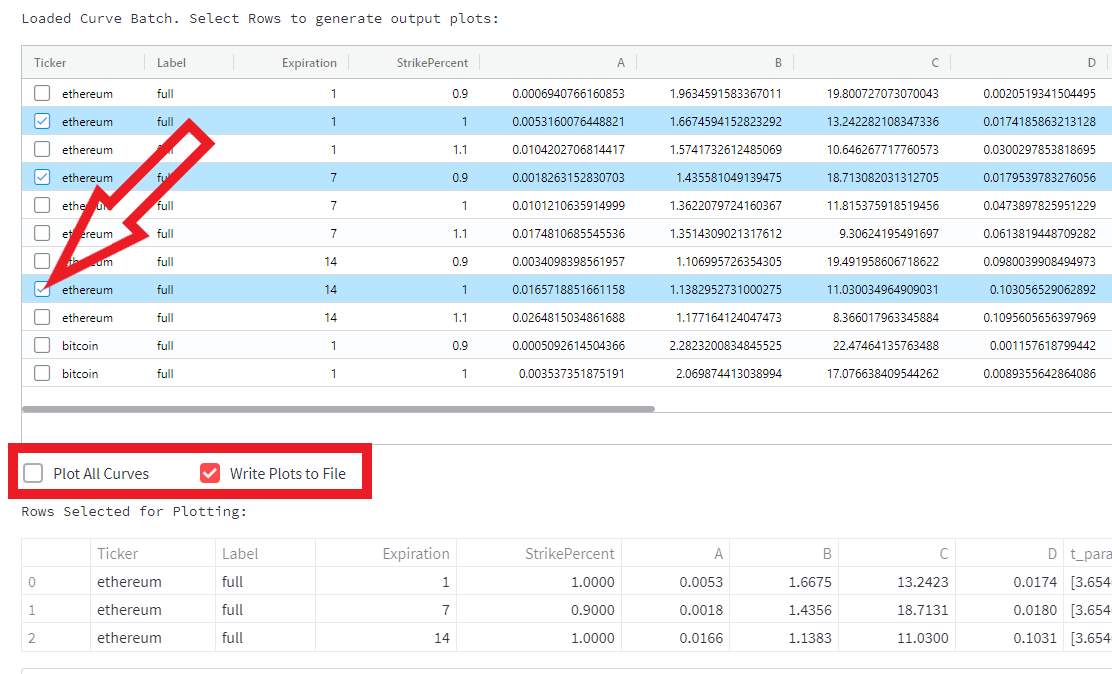 Loaded Curve Batch. Select Rows to generate output plots:
Ticker Label Expiration StrikePercent A B C D
ethereum full 1 0.9 0.0006940766160853 1.9634591583367011 19.800727073070043 0.0020519341504495
ethereum full 1 1 0.0053160076448821 1.6674594152823292 13.242282108347336 0.0174185863213128
ethereum full 1 1.1 0.0104202706814417 1.5741732612485069 10.646267717760573 0.0300297853818695
ethereum full 7 0.9 0.0018263152830703 1.435581049139475 18.713082031312705 0.0179539783276056
ethereum full 7 1 0.0101210635914999 1.3622079724160367 11.815375918519456 0.0473897825951229
ethereum full 7 1.1 0.0174810685545536 1.3514309021317612 9.30624195491697 0.0613819448709282
ethereum full 14 0.9 0.0034098398561957 1.106995726354305 19.491958606718622 0.0980039908494973
ethereum full 14 1 0.0165718851661158 1.1382952731000275 11.030034964909031 0.103056529062892
ethereum full 14 1.1 0.0264815034861688 1.177164124047473 8.366017963345884 0.1095605656397969
bitcoin full 1 0.9 0.0005092614504366 2.2823200834845525 22.47464135763488 0.001157618799442
bitcoin full 1 1 0.003537351875191 2.069874413038994 17.076638409544262 0.0089355642864086
Plot All Curves Write Plots to File
Rows Selected for Plotting:
Ticker Label Expiration StrikePercent A B C D t_para
0 ethereum full 1 1.0000 0.0053 1.6675 13.2423 0.0174 [3.654
1 ethereum full 7 0.9000 0.0018 1.4356 18.7131 0.0180 [3.654
2 ethereum full 14 1.0000 0.0166 1.1383 11.0300 0.1031 [3.654